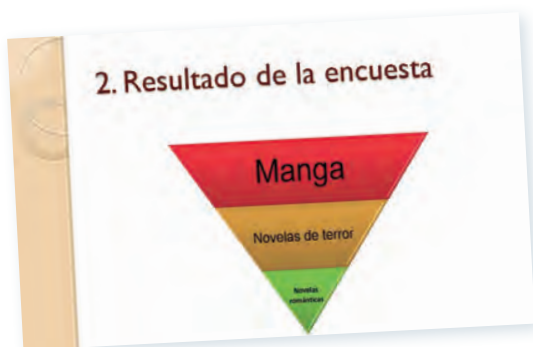 2. Resultado de la encuesta
Manga
Novelas de terror
Novelas
románticas